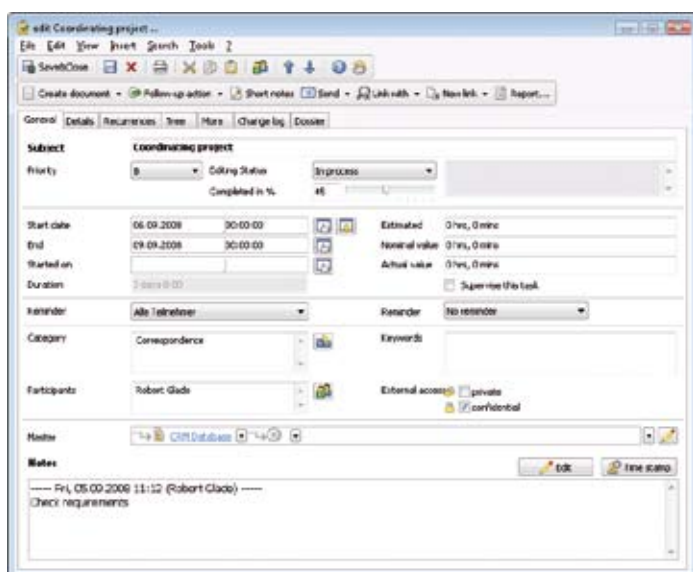 edit Coordinating project ...
File Edit View Insert Search Tools ?
Save&Close
Create document Follow-up action Short notes Send Link with New link Report...
General Details Recurrences Tree More Change log Dossier
Subject Coordinating project
Priority B Editing Status In process
Completed in %
Start date 06.09.2008 00:00:00 Estimated 0 hrs, 0 mins
End 09.09.2008 00:00:00 Nominal value 0 hrs, 0 mins
Started on Actual value 0 hrs, 0 mins
Duration 3 days 0:00 Supervise this task
Reminder Alle Teilnehmer Reminder No reminder
Category Correspondence Keywords
Participants Robert Glade External access private
confidential
Master CRM Database
Notes Edit Time stamp
----- Fri, 05.09.2008 11:12 (Robert Glade) -----
Check requirements